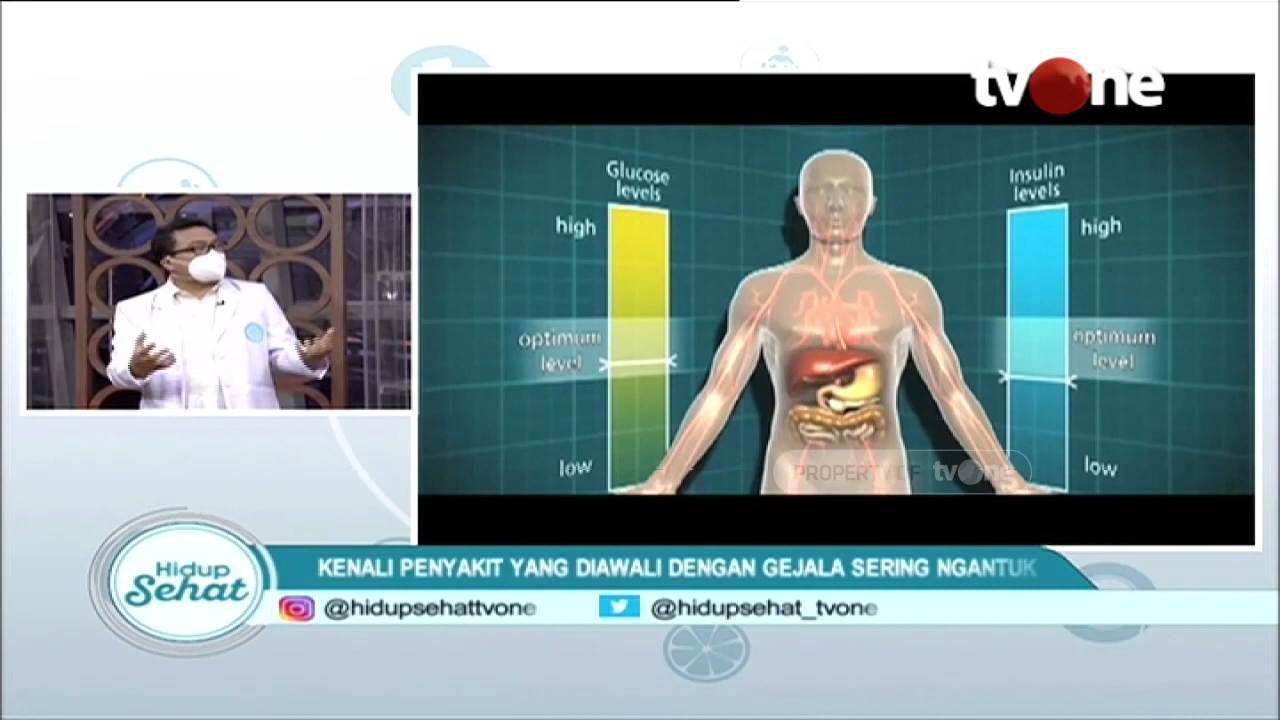 tvone
Glucose
levels
high
optimum
level
low
Insulin
levels
high
optimum
level
low
PROPERTY OF tvone
Hidup
Sehat
KENALI PENYAKIT YANG DIAWALI DENGAN GEJALA SERING NGANTUK
@hidupsehattvone
@hidupsehat_tvone